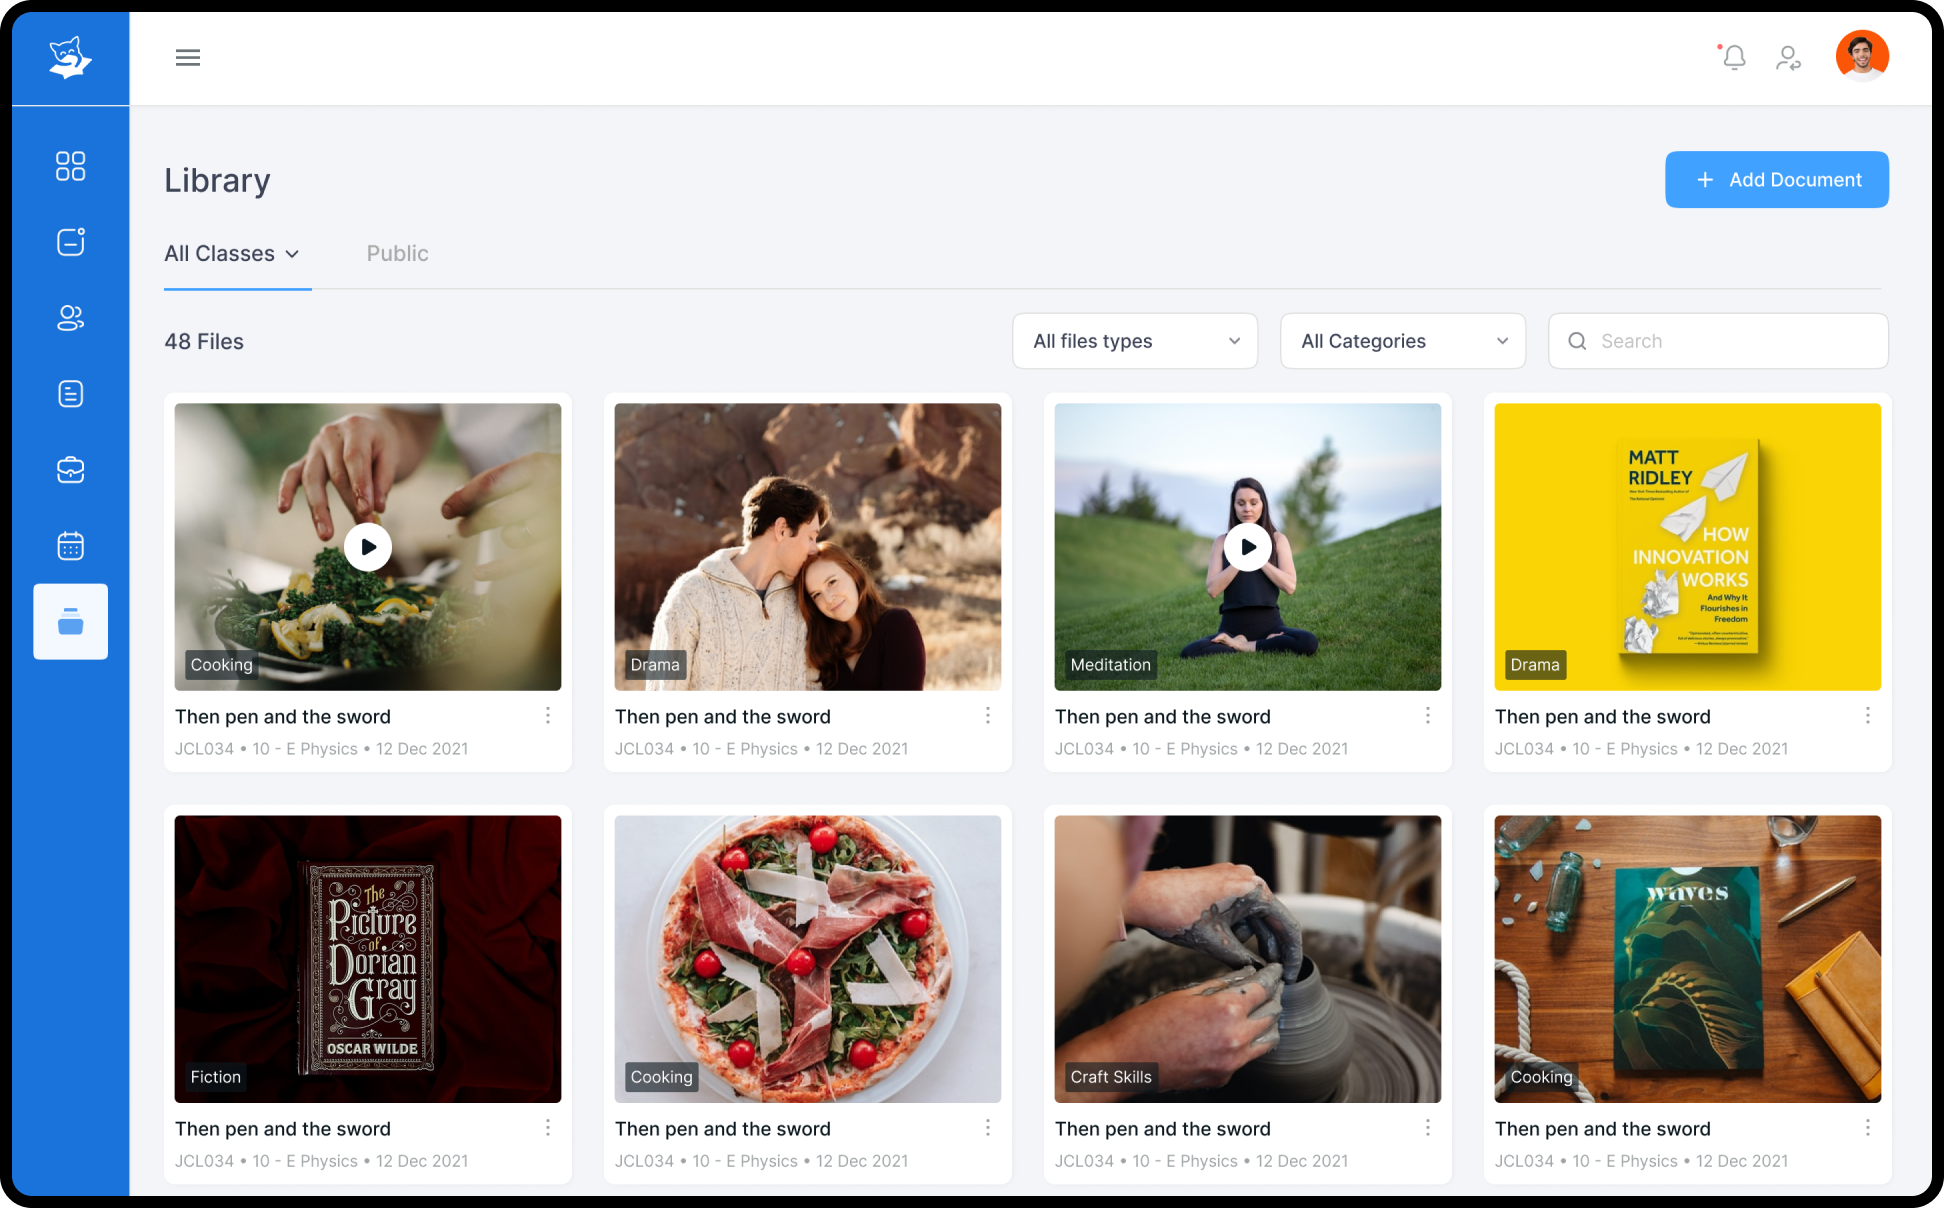 Library
+ Add Document
All Classes
Public
48 Files
All files types
All Categories
Search
MATT
RIDLEY
HOW
INNOVATION
WORKS
And Why It
Flourishes in
Freedom
Cooking
Drama
Meditation
Drama
Then pen and the sword
JCL034 • 10 - E Physics • 12 Dec 2021
Then pen and the sword
JCL034 • 10 - E Physics • 12 Dec 2021
Then pen and the sword
JCL034 • 10 - E Physics • 12 Dec 2021
Then pen and the sword
JCL034 • 10 - E Physics • 12 Dec 2021
The
Picture
of
Dorian
Gray
OSCAR WILDE
waves
Fiction
Cooking
Craft Skills
Cooking
Then pen and the sword
JCL034 • 10 - E Physics • 12 Dec 2021
Then pen and the sword
JCL034 • 10 - E Physics • 12 Dec 2021
Then pen and the sword
JCL034 • 10 - E Physics • 12 Dec 2021
Then pen and the sword
JCL034 • 10 - E Physics • 12 Dec 2021